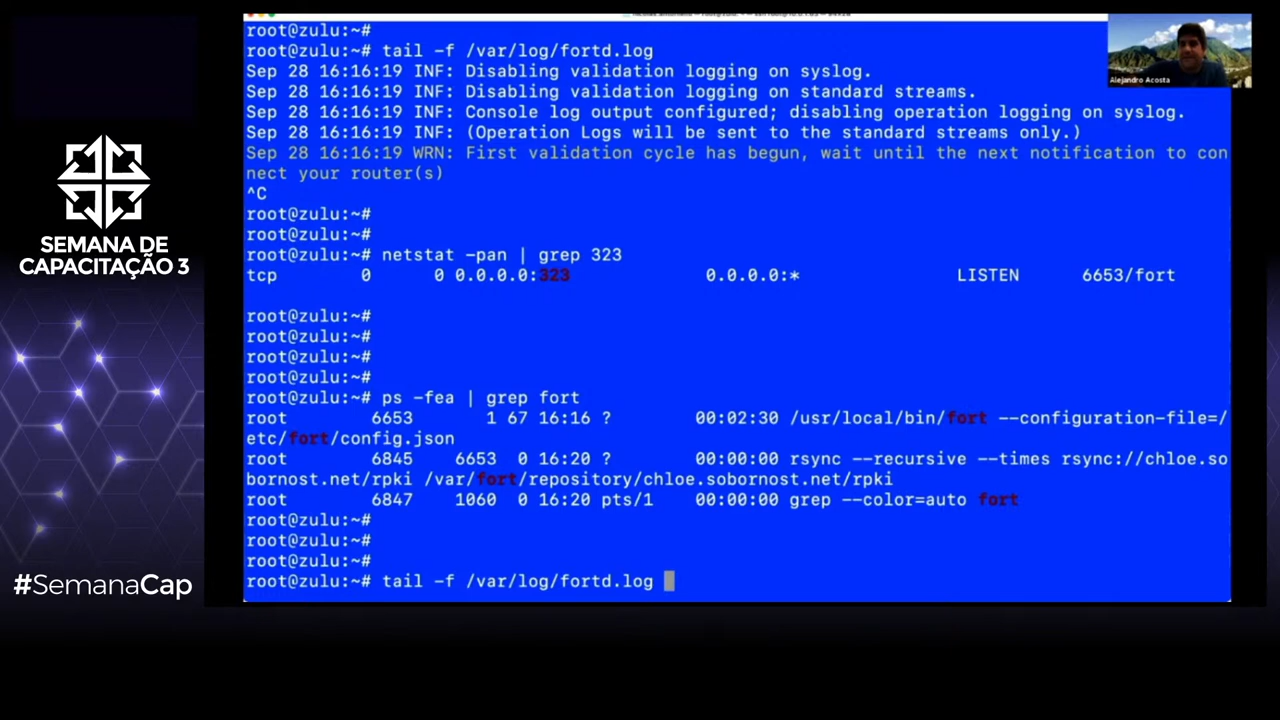 root@zulu:~#
root@zulu:~# tail -f /var/log/fortd.log
Sep 28 16:16:19 INF: Disabling validation logging on syslog.
Sep 28 16:16:19 INF: Disabling validation logging on standard streams.
Sep 28 16:16:19 INF: Console log output configured; disabling operation logging on syslog.
Sep 28 16:16:19 INF: (Operation Logs will be sent to the standard streams only.)
Sep 28 16:16:19 WRN: First validation cycle has begun, wait until the next notification to con
nect your router(s)
^C
root@zulu:~#
root@zulu:~#
root@zulu:~# netstat -pan | grep 323
tcp 0 0 0.0.0.0:323 0.0.0.0:* LISTEN 6653/fort
root@zulu:~#
root@zulu:~#
root@zulu:~#
root@zulu:~#
root@zulu:~# ps -fea | grep fort
root 6653 1 67 16:16 ? 00:02:30 /usr/local/bin/fort --configuration-file=/
etc/fort/config.json
root 6845 6653 0 16:20 ? 00:00:00 rsync --recursive --times rsync://chloe.so
bornost.net/rpki /var/fort/repository/chloe.sobornost.net/rpki
root 6847 1060 0 16:20 pts/1 00:00:00 grep --color=auto fort
root@zulu:~#
root@zulu:~#
root@zulu:~#
root@zulu:~# tail -f /var/log/fortd.log
Alejandro Acosta
SEMANA DE
CAPACITAÇÃO 3
#SemanaCap